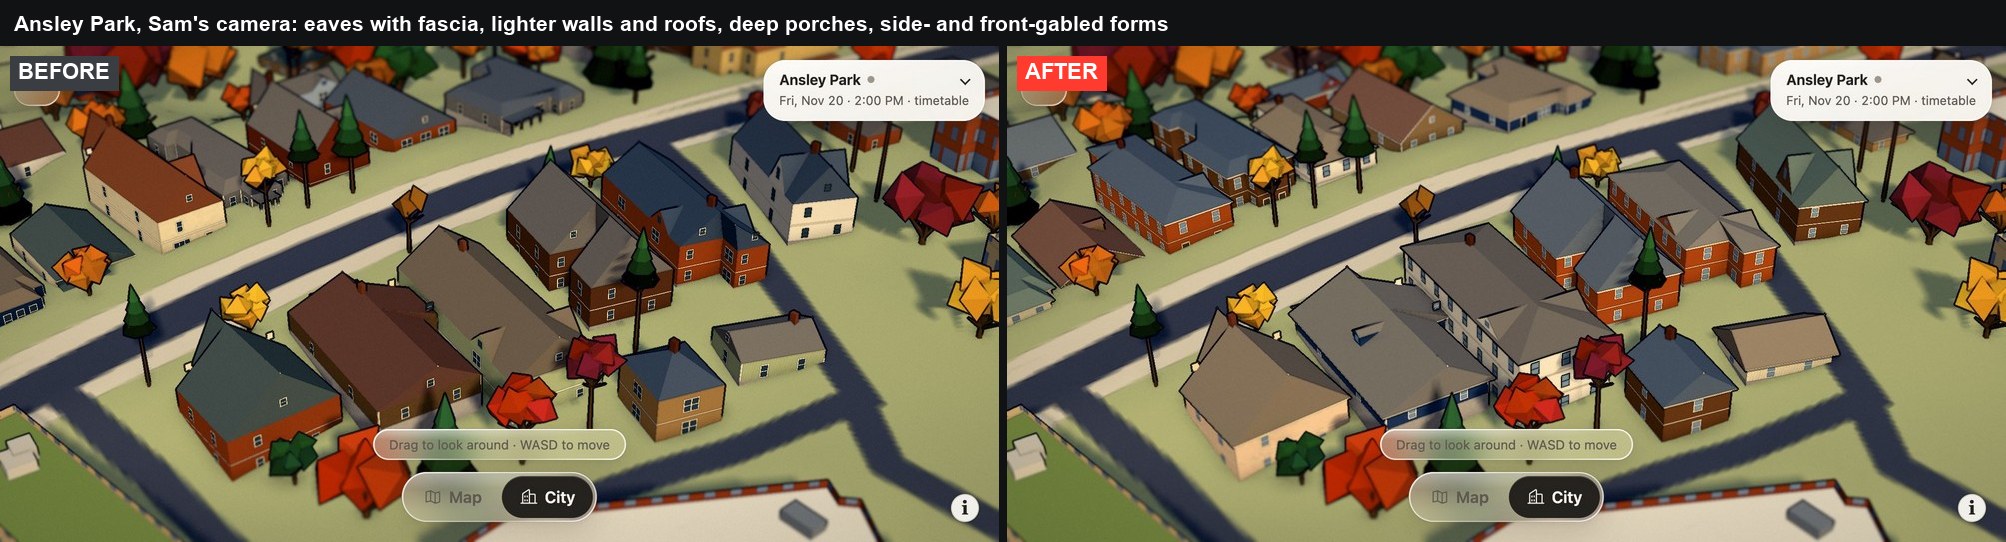 Ansley Park, Sam's camera: eaves with fascia, lighter walls and roofs, deep porches, side- and front-gabled forms
BEFORE
Ansley Park
Fri, Nov 20 · 2:00 PM · timetable
Drag to look around · WASD to move
Map
City
i
AFTER
Ansley Park
Fri, Nov 20 · 2:00 PM · timetable
Drag to look around · WASD to move
Map
City
i